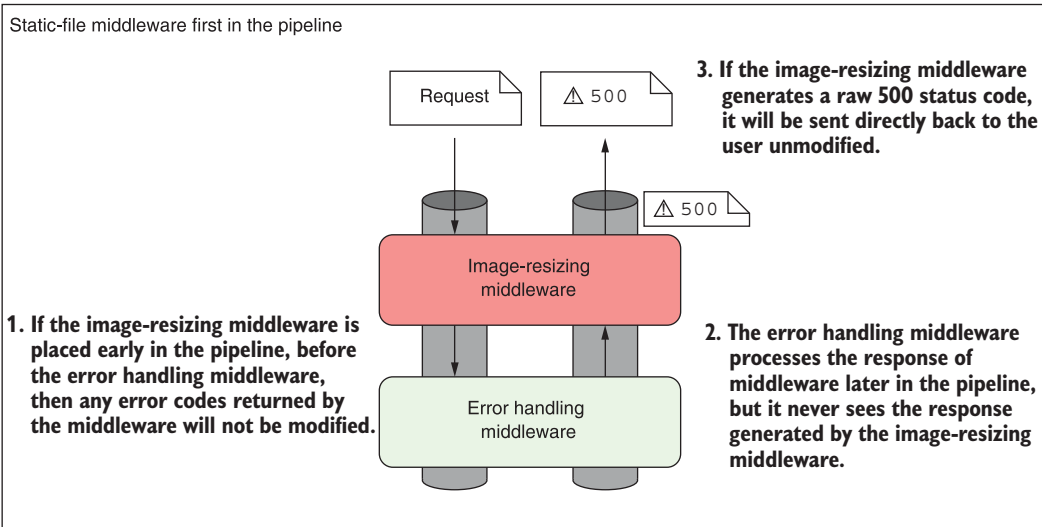 Static-file middleware first in the pipeline
Request
⚠ 500
3. If the image-resizing middleware
generates a raw 500 status code,
it will be sent directly back to the
user unmodified.
⚠ 500
Image-resizing
middleware
1. If the image-resizing middleware is
placed early in the pipeline, before
the error handling middleware,
then any error codes returned by
the middleware will not be modified.
2. The error handling middleware
processes the response of
middleware later in the pipeline,
but it never sees the response
generated by the image-resizing
middleware.
Error handling
middleware